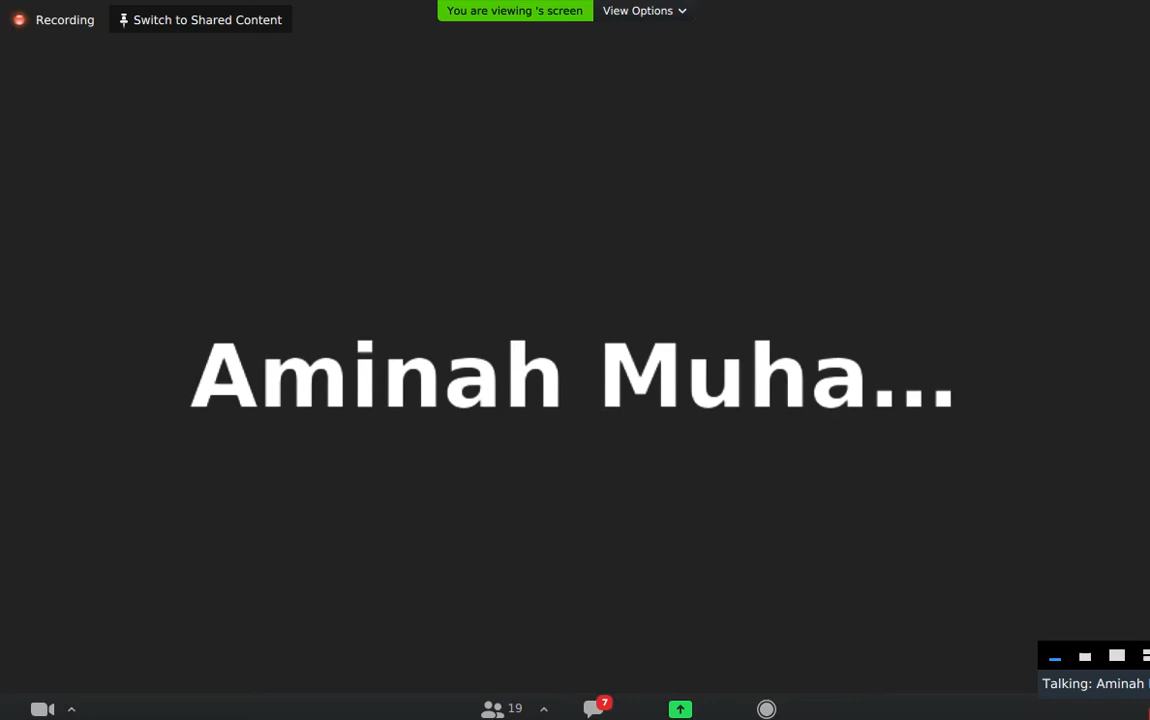 Recording
Switch to Shared Content
You are viewing 's screen
View Options
Aminah Muha...
Talking: Aminah
19
7